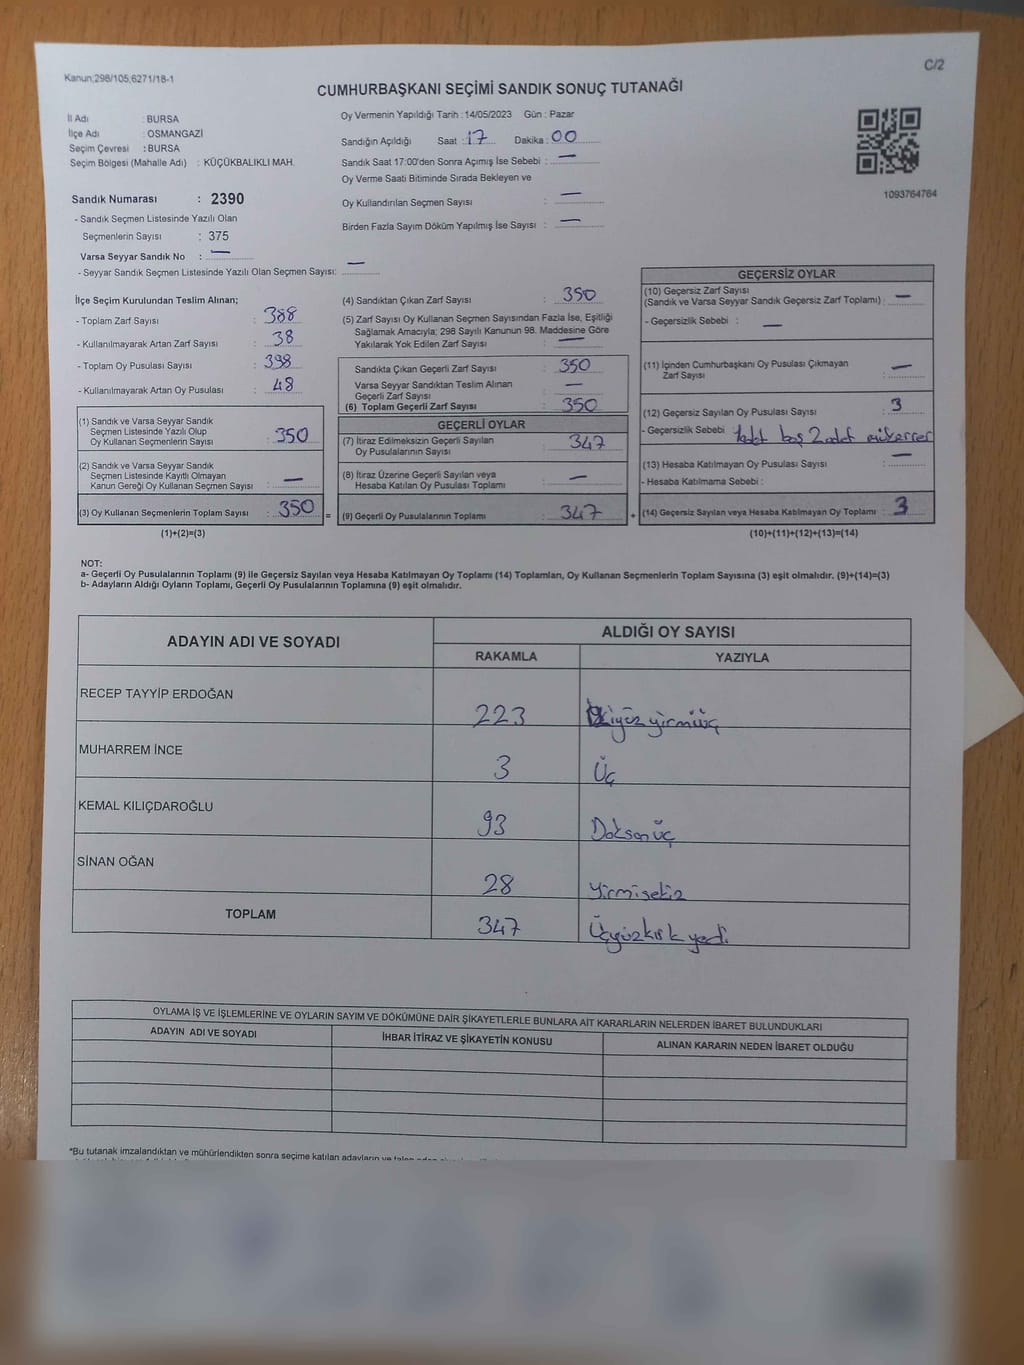 Kanun;298/105,6271/18-1
C/2
CUMHURBAŞKANI SEÇİMİ SANDIK SONUÇ TUTANAĞI
İl Adı : BURSA
İlçe Adı : OSMANGAZİ
Seçim Çevresi : BURSA
Seçim Bölgesi (Mahalle Adı) : KÜÇÜKBALIKLI MAH.
Oy Vermenin Yapıldığı Tarih : 14/05/2023 Gün : Pazar
Sandığın Açıldığı Saat : 17 Dakika : 00
Sandık Saat 17:00'den Sonra Açımış İse Sebebi : —
Oy Verme Saati Bitiminde Sırada Bekleyen ve
Oy Kullandırılan Seçmen Sayısı : —
Birden Fazla Sayım Döküm Yapılmış İse Sayısı : —
1093764764
Sandık Numarası : 2390
- Sandık Seçmen Listesinde Yazılı Olan
Seçmenlerin Sayısı : 375
Varsa Seyyar Sandık No : —
- Seyyar Sandık Seçmen Listesinde Yazılı Olan Seçmen Sayısı: —
İlçe Seçim Kurulundan Teslim Alınan;
- Toplam Zarf Sayısı : 388
- Kullanılmayarak Artan Zarf Sayısı : 38
- Toplam Oy Pusulası Sayısı : 398
- Kullanılmayarak Artan Oy Pusulası : 48
(1) Sandık ve Varsa Seyyar Sandık
Seçmen Listesinde Yazılı Olup
Oy Kullanan Seçmenlerin Sayısı : 350
(2) Sandık ve Varsa Seyyar Sandık
Seçmen Listesinde Kayıtlı Olmayan
Kanun Gereği Oy Kullanan Seçmen Sayısı : —
(3) Oy Kullanan Seçmenlerin Toplam Sayısı : 350 =
(1)+(2)=(3)
(4) Sandıktan Çıkan Zarf Sayısı : 350
(5) Zarf Sayısı Oy Kullanan Seçmen Sayısından Fazla İse, Eşitliği
Sağlamak Amacıyla; 298 Sayılı Kanunun 98. Maddesine Göre
Yakılarak Yok Edilen Zarf Sayısı : —
Sandıkta Çıkan Geçerli Zarf Sayısı : 350
Varsa Seyyar Sandıktan Teslim Alınan
Geçerli Zarf Sayısı : —
(6) Toplam Geçerli Zarf Sayısı : 350
GEÇERLİ OYLAR
(7) İtiraz Edilmeksizin Geçerli Sayılan
Oy Pusulalarının Sayısı : 347
(8) İtiraz Üzerine Geçerli Sayılan veya
Hesaba Katılan Oy Pusulası Toplamı : —
(9) Geçerli Oy Pusulalarının Toplamı : 347 +
GEÇERSİZ OYLAR
(10) Geçersiz Zarf Sayısı
(Sandık ve Varsa Seyyar Sandık Geçersiz Zarf Toplamı) : —
- Geçersizlik Sebebi : —
(11) İçinden Cumhurbaşkanı Oy Pusulası Çıkmayan
Zarf Sayısı : —
(12) Geçersiz Sayılan Oy Pusulası Sayısı : 3
- Geçersizlik Sebebi : 1adet boş 2 adet mükerrer
(13) Hesaba Katılmayan Oy Pusulası Sayısı : —
- Hesaba Katılmama Sebebi :
(14) Geçersiz Sayılan veya Hesaba Katılmayan Oy Toplamı : 3
(10)+(11)+(12)+(13)=(14)
NOT:
a- Geçerli Oy Pusulalarının Toplamı (9) ile Geçersiz Sayılan veya Hesaba Katılmayan Oy Toplamı (14) Toplamları, Oy Kullanan Seçmenlerin Toplam Sayısına (3) eşit olmalıdır. (9)+(14)=(3)
b- Adayların Aldığı Oyların Toplamı, Geçerli Oy Pusulalarının Toplamına (9) eşit olmalıdır.
ADAYIN ADI VE SOYADI
ALDIĞI OY SAYISI
RAKAMLA YAZIYLA
RECEP TAYYİP ERDOĞAN 223 İkiyüzyirmiüç
MUHARREM İNCE 3 Üç
KEMAL KILIÇDAROĞLU 93 Doksanüç
SİNAN OĞAN 28 Yirmisekiz
TOPLAM 347 Üçyüzkırkyedi
OYLAMA İŞ VE İŞLEMLERİNE VE OYLARIN SAYIM VE DÖKÜMÜNE DAİR ŞİKAYETLERLE BUNLARA AİT KARARLARIN NELERDEN İBARET BULUNDUKLARI
ADAYIN ADI VE SOYADI İHBAR İTİRAZ VE ŞİKAYETİN KONUSU ALINAN KARARIN NEDEN İBARET OLDUĞU
*Bu tutanak imzalandıktan ve mühürlendikten sonra seçime katılan adayların ve talep eden